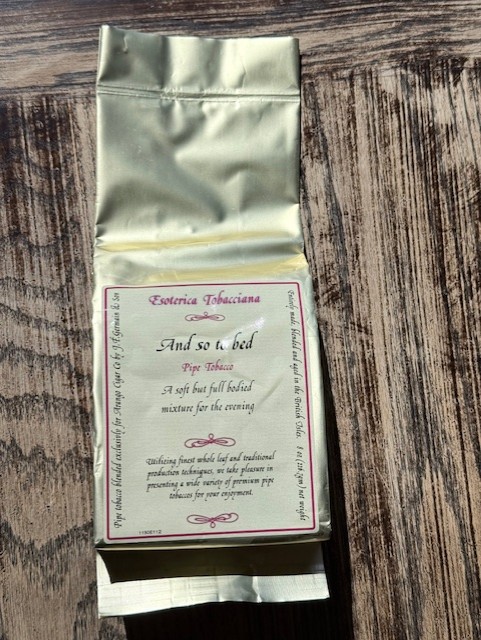 Esoterica Tobacciana
And so to bed
Pipe Tobacco
A soft but full bodied
mixture for the evening
Utilizing finest whole leaf and traditional
production techniques, we take pleasure in
presenting a wide variety of premium pipe
tobaccos for your enjoyment.
Pipe tobacco blended exclusively for Arango Cigar Co by J.F. Germain & Son
Entirely made, blended and aged in the British Isles. 8 oz (226.8gm) net weight